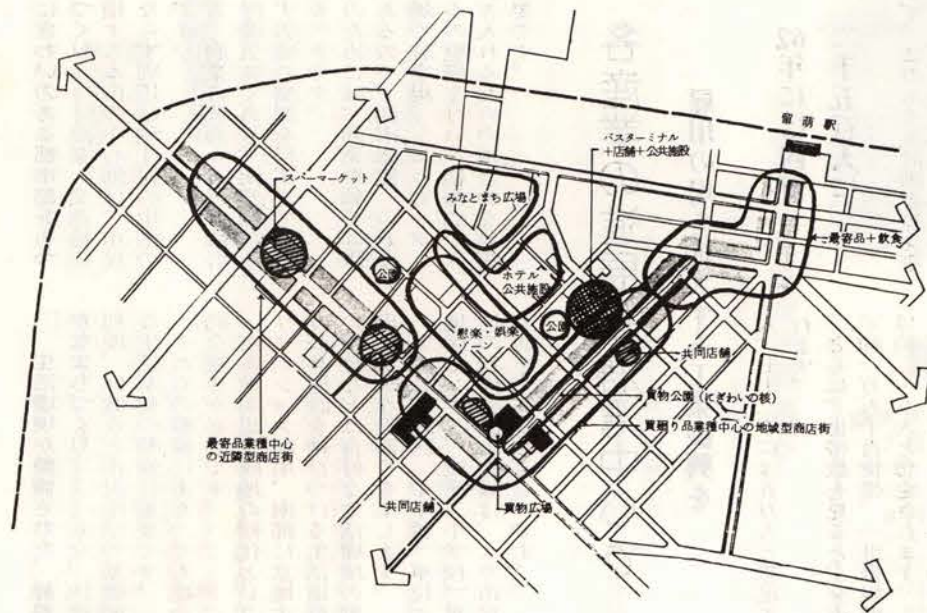 留萌駅
バスターミナル
+店舗+公共施設
スパーマーケット
みなとまち広場
最寄品+飲食
公園
ホテル
公共施設
公園
慰楽・娯楽
ゾーン
共同店舗
買物公園（にぎわいの核）
買廻り品業種中心の地域型商店街
最寄品業種中心
の近隣型商店街
共同店舗
買物広場